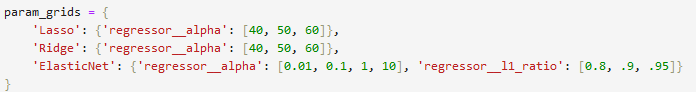 param_grids = {
    'Lasso': {'regressor__alpha': [40, 50, 60]},
    'Ridge': {'regressor__alpha': [40, 50, 60]},
    'ElasticNet': {'regressor__alpha': [0.01, 0.1, 1, 10], 'regressor__l1_ratio': [0.8, .9, .95]}
}